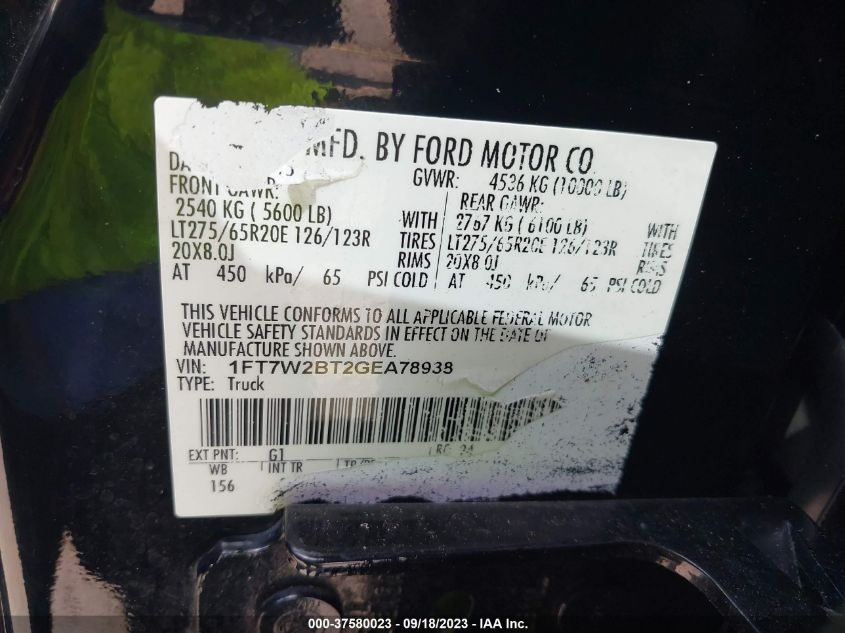 MFD. BY FORD MOTOR CO.
GVWR: 4536 KG (10000 LB)
FRONT GAWR:
REAR GAWR:
2540 KG ( 5600 LB) WITH
2767 KG ( 6100 LB) WITH
LT275/65R20E 126/123R TIRES
LT275/65R20E 126/123R TIRES
20X8.0J RIMS
20X8.0J RIMS
AT 450 kPa/ 65 PSI COLD
AT 450 kPa/ 65 PSI COLD
THIS VEHICLE CONFORMS TO ALL APPLICABLE FEDERAL MOTOR
VEHICLE SAFETY STANDARDS IN EFFECT ON THE DATE OF
MANUFACTURE SHOWN ABOVE.
VIN: 1FT7W2BT2GEA78938
TYPE: Truck
EXT PNT: G1
WB
INT TR
156
000-37580023 - 09/18/2023 - IAA Inc.